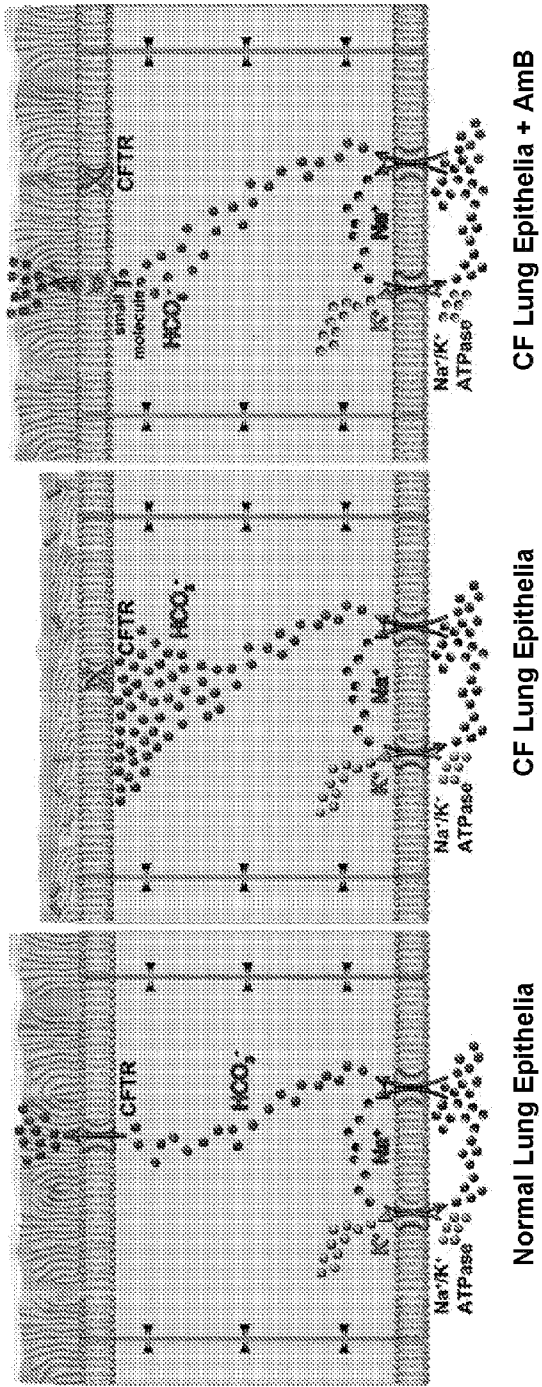 CFTR
HCO₃⁻
K⁺
Na⁺
Na⁺/K⁺
ATPase
Normal Lung Epithelia
CFTR
HCO₃⁻
K⁺
Na⁺
Na⁺/K⁺
ATPase
CF Lung Epithelia
CFTR
small
molecule
HCO₃⁻
K⁺
Na⁺
Na⁺/K⁺
ATPase
CF Lung Epithelia + AmB